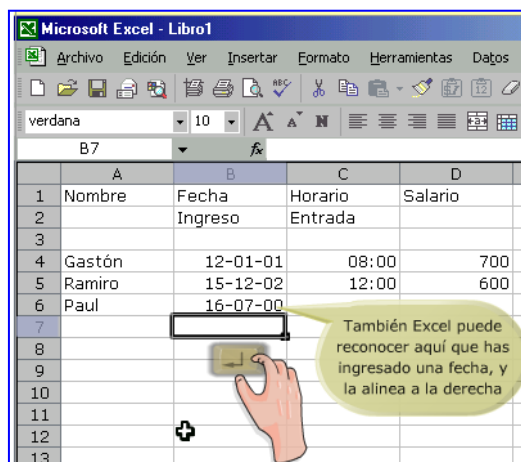 Microsoft Excel - Libro1
Archivo Edición Ver Insertar Formato Herramientas Datos
verdana 10 A A N
B7 fx
A B C D
1 Nombre Fecha Horario Salario
2 Ingreso Entrada
3
4 Gastón 12-01-01 08:00 700
5 Ramiro 15-12-02 12:00 600
6 Paul 16-07-00
7
8
9
10
11
12
13
También Excel puede
reconocer aquí que has
ingresado una fecha, y
la alinea a la derecha